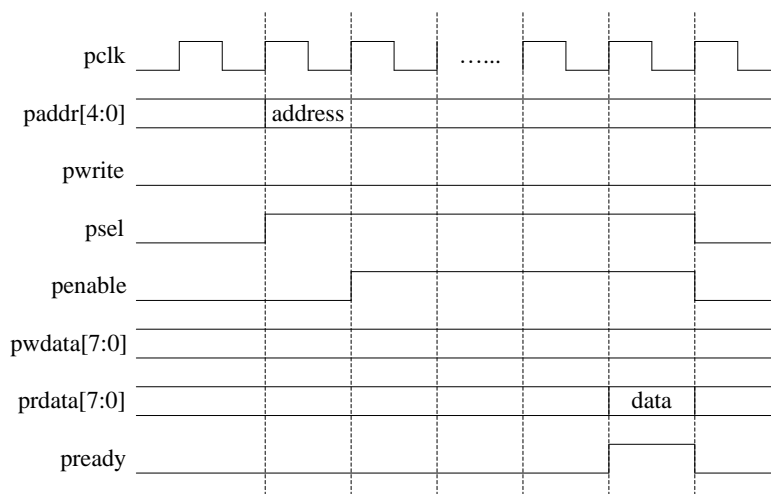 pclk
…...
paddr[4:0]
address
pwrite
psel
penable
pwdata[7:0]
prdata[7:0]
data
pready